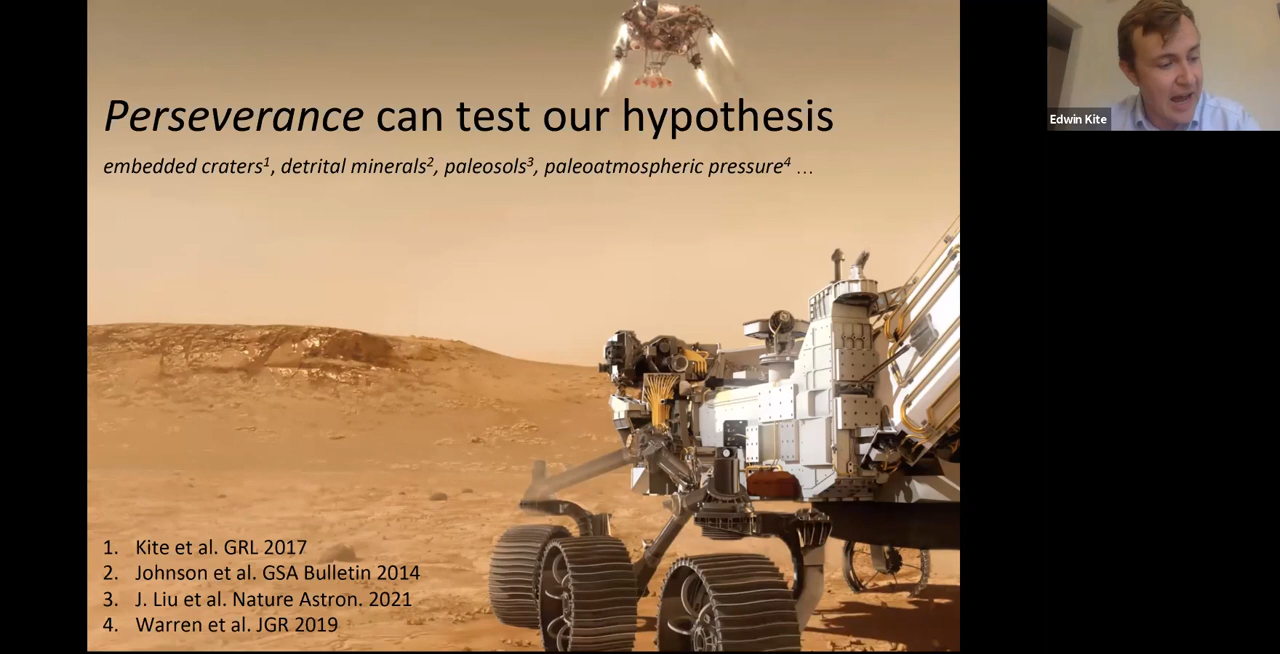 Perseverance can test our hypothesis
embedded craters¹, detrital minerals², paleosols³, paleoatmospheric pressure⁴ …
1. Kite et al. GRL 2017
2. Johnson et al. GSA Bulletin 2014
3. J. Liu et al. Nature Astron. 2021
4. Warren et al. JGR 2019
Edwin Kite